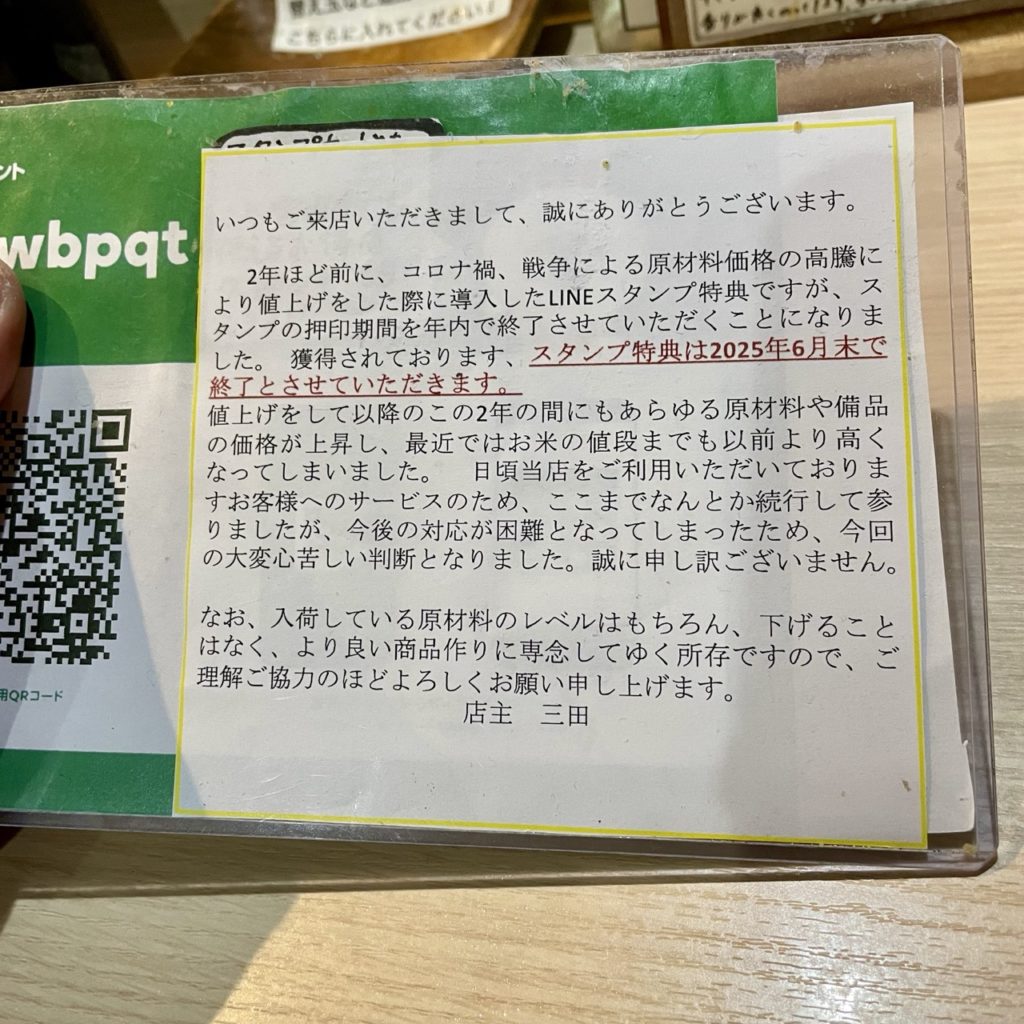 こちらに入れてください！
ント
wbpqt
いつもご来店いただきまして、誠にありがとうございます。
2年ほど前に、コロナ禍、戦争による原材料価格の高騰に
より値上げをした際に導入したLINEスタンプ特典ですが、ス
タンプの押印期間を年内で終了させていただくことになりま
した。 獲得されております、スタンプ特典は2025年6月末で
終了とさせていただきます。
値上げをして以降のこの2年の間にもあらゆる原材料や備品
の価格が上昇し、最近ではお米の値段までも以前より高く
なってしまいました。 日頃当店をご利用いただいておりま
すお客様へのサービスのため、ここまでなんとか続行して参
りましたが、今後の対応が困難となってしまったため、今回
の大変心苦しい判断となりました。誠に申し訳ございません。
なお、入荷している原材料のレベルはもちろん、下げること
はなく、より良い商品作りに専念してゆく所存ですので、ご
理解ご協力のほどよろしくお願い申し上げます。
店主 三田
用QRコード